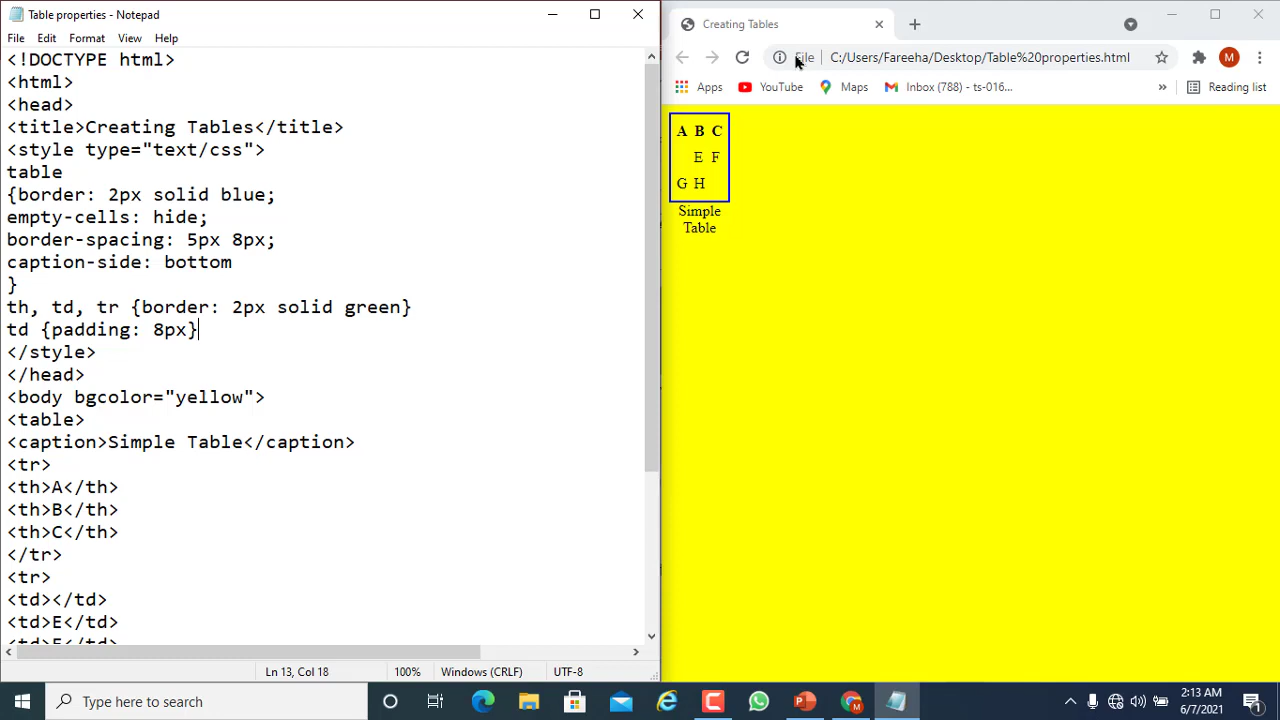 Table properties - Notepad
File Edit Format View Help
<!DOCTYPE html>
<html>
<head>
<title>Creating Tables</title>
<style type="text/css">
table
{border: 2px solid blue;
empty-cells: hide;
border-spacing: 5px 8px;
caption-side: bottom
}
th, td, tr {border: 2px solid green}
td {padding: 8px}
</style>
</head>
<body bgcolor="yellow">
<table>
<caption>Simple Table</caption>
<tr>
<th>A</th>
<th>B</th>
<th>C</th>
</tr>
<tr>
<td></td>
<td>E</td>
<td>F</td>
Ln 13, Col 18 100% Windows (CRLF) UTF-8
Creating Tables
File C:/Users/Fareeha/Desktop/Table%20properties.html M
Apps YouTube Maps Inbox (788) - ts-016... » Reading list
A B C
E F
G H
Simple
Table
Type here to search
2:13 AM
6/7/2021
1